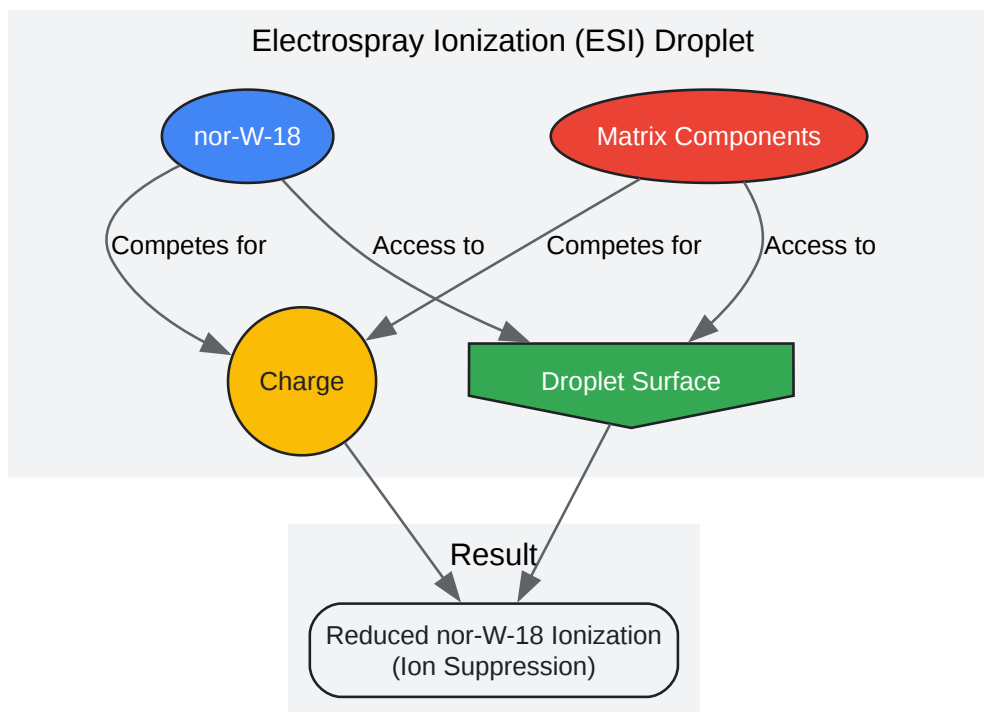 Electrospray Ionization (ESI) Droplet
nor-W-18
Matrix Components
Competes for
Access to
Competes for
Access to
Charge
Droplet Surface
Result
Reduced nor-W-18 Ionization
(Ion Suppression)